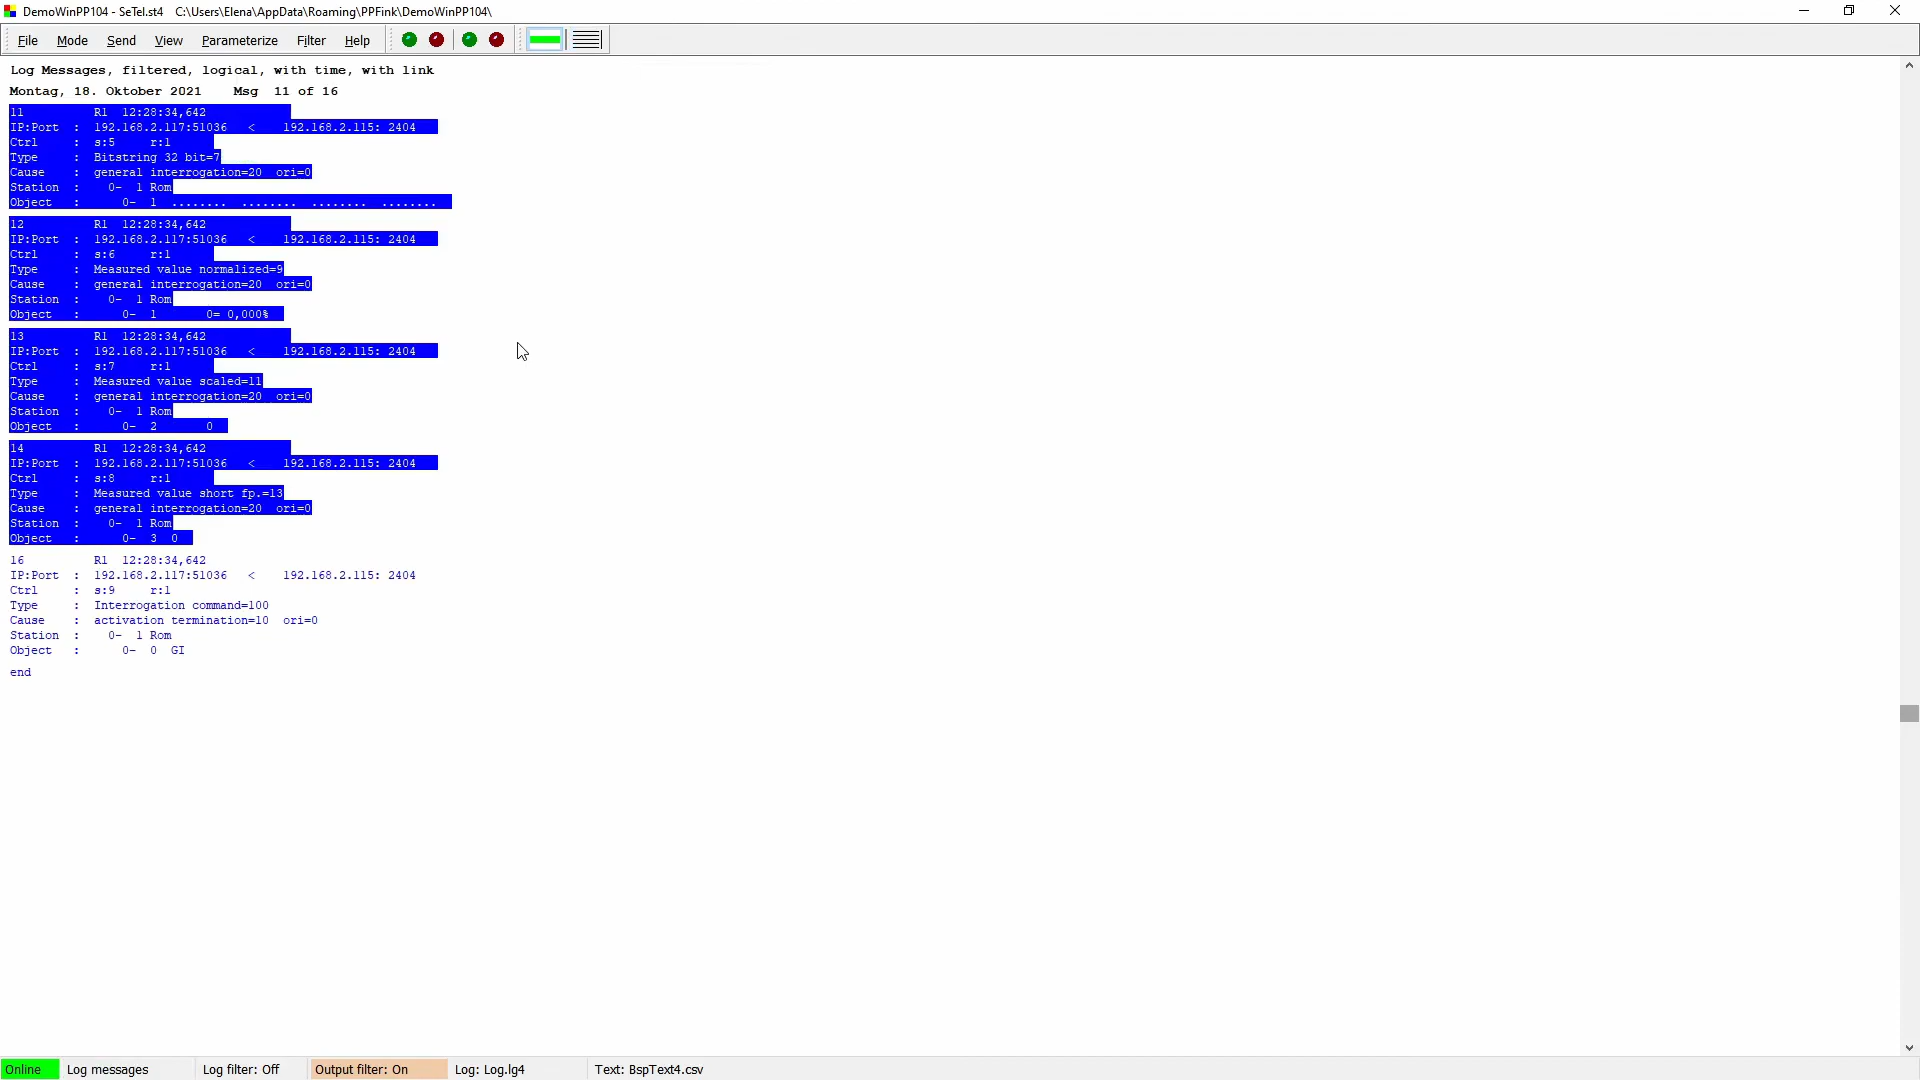 DemoWinPP104 - SeTel.st4    C:\Users\Elena\AppData\Roaming\PPFink\DemoWinPP104\
File Mode Send View Parameterize Filter Help
Log Messages, filtered, logical, with time, with link
Montag, 18. Oktober 2021    Msg  11 of 16
11          R1  12:28:34,642
IP:Port  :  192.168.2.117:51036   <    192.168.2.115: 2404
Ctrl     :  s:5     r:1
Type     :  Bitstring 32 bit=7
Cause    :  general interrogation=20  ori=0
Station  :    0-  1 Rom
Object   :      0-  1  ........  ........  ........  ........
12          R1  12:28:34,642
IP:Port  :  192.168.2.117:51036   <    192.168.2.115: 2404
Ctrl     :  s:6     r:1
Type     :  Measured value normalized=9
Cause    :  general interrogation=20  ori=0
Station  :    0-  1 Rom
Object   :      0-  1       0= 0,000%
13          R1  12:28:34,642
IP:Port  :  192.168.2.117:51036   <    192.168.2.115: 2404
Ctrl     :  s:7     r:1
Type     :  Measured value scaled=11
Cause    :  general interrogation=20  ori=0
Station  :    0-  1 Rom
Object   :      0-  2       0
14          R1  12:28:34,642
IP:Port  :  192.168.2.117:51036   <    192.168.2.115: 2404
Ctrl     :  s:8     r:1
Type     :  Measured value short fp.=13
Cause    :  general interrogation=20  ori=0
Station  :    0-  1 Rom
Object   :      0-  3  0
16          R1  12:28:34,642
IP:Port  :  192.168.2.117:51036   <    192.168.2.115: 2404
Ctrl     :  s:9     r:1
Type     :  Interrogation command=100
Cause    :  activation termination=10  ori=0
Station  :    0-  1 Rom
Object   :      0-  0  GI
end
Online Log messages Log filter: Off Output filter: On Log: Log.lg4 Text: BspText4.csv